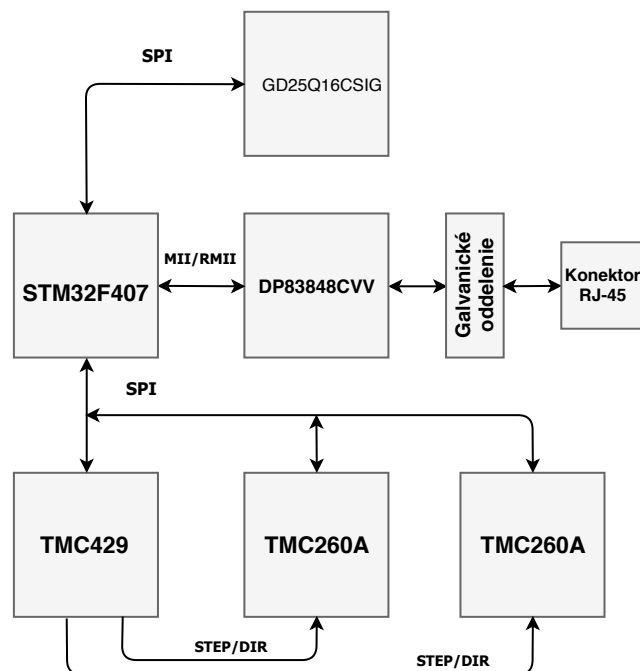 SPI
GD25Q16CSIG
STM32F407
MII/RMII
DP83848CVV
Galvanické
oddelenie
Konektor
RJ-45
SPI
TMC429
TMC260A
TMC260A
STEP/DIR
STEP/DIR